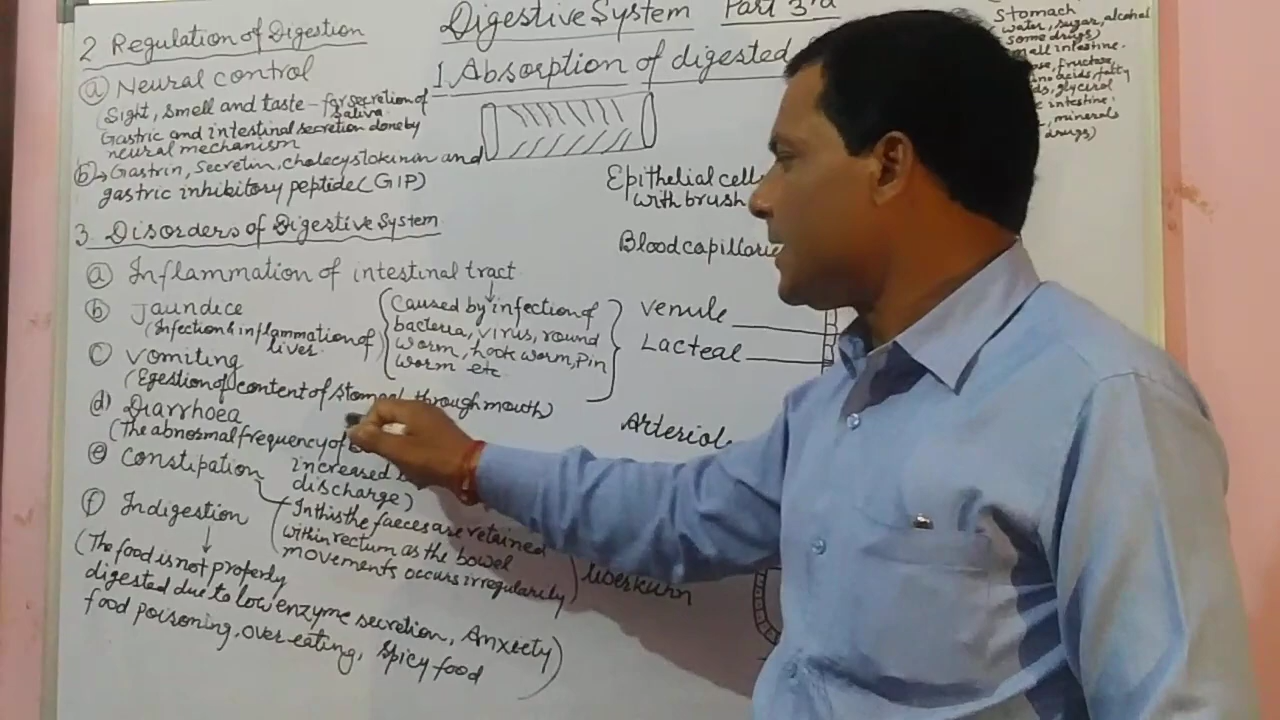 Digestive System Part 3rd
1. Absorption of digested
2 Regulation of Digestion
(a) Neural control
(Sight, smell and taste - for secretion of
Saliva
Gastric and intestinal secretion done by
neural mechanism
(b) → Gastrin, Secretin, cholecystokinin and
gastric inhibitory peptide (GIP)
3. Disorders of Digestive System
(a) Inflammation of intestinal tract
(Caused by infection of
bacteria, virus, round
worm, hook worm, Pin
worm etc
(b) Jaundice
(Infection & inflammation of
liver.
(c) Vomiting
(Egestion of content of stomach through mouth)
(d) Diarrhoea
(The abnormal frequency of
increased
discharge)
(e) Constipation
(In this the faeces are retained
within rectum as the bowel
movements occurs irregularily)
(f) Indigestion
(The food is not properly
digested due to low enzyme secretion, Anxiety)
food poisoning, over eating, spicy food
Epithelial cell
with brush
Blood capillarie
Venule
Lacteal
Arteriol
Stomach
water, sugar, alcohal
some drugs)
mall intestine.
ose, fructose,
ino acids, fatty
ds, glycerol
e intestine
, minerals
drugs)